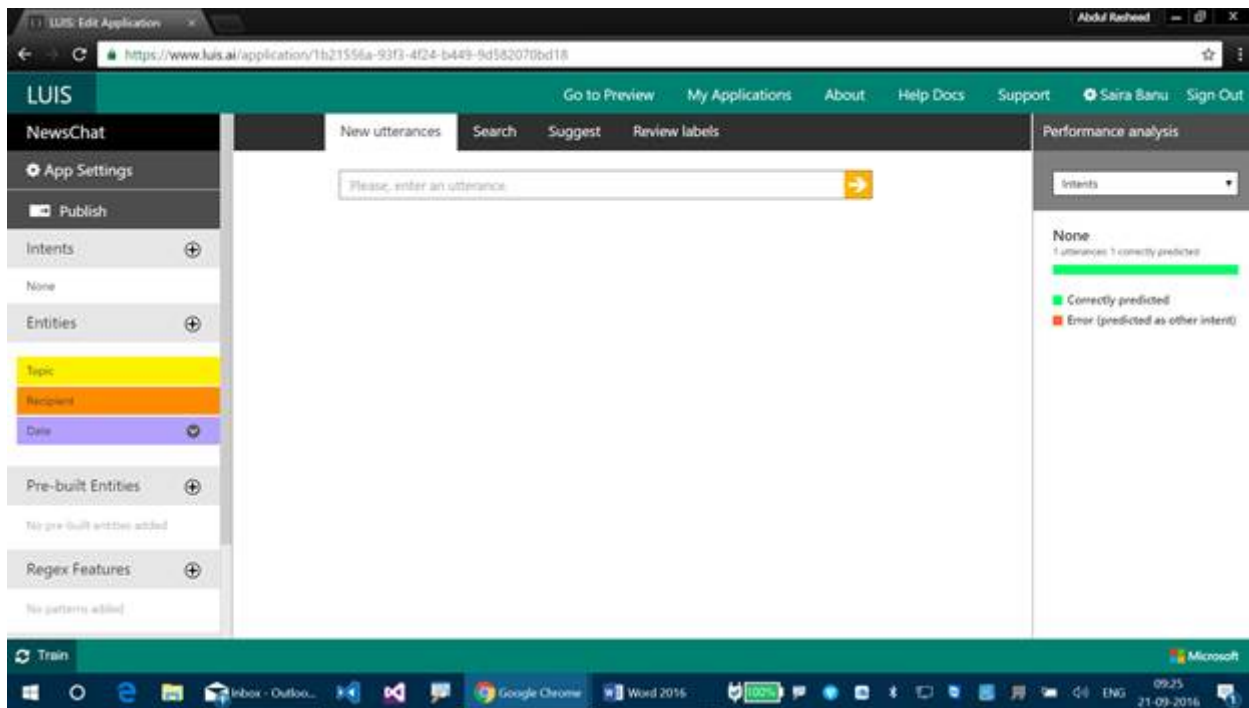 LUIS: Edit Application
Abdul Rasheed
https://www.luis.ai/application/1b21556a-93f3-4f24-b449-9d582070bd18
LUIS
Go to Preview My Applications About Help Docs Support Saira Banu Sign Out
NewsChat
New utterances Search Suggest Review labels
Performance analysis
App Settings
Please, enter an utterance.
Intents
Publish
Intents
None
1 utterances: 1 correctly predicted
None
Correctly predicted
Entities
Error (predicted as other intent)
Topic
Recipient
Date
Pre-built Entities
No pre-built entities added
Regex Features
No patterns added
Train
Microsoft
Inbox - Outloo... Google Chrome Word 2016 100% ENG 09:25
21-09-2016